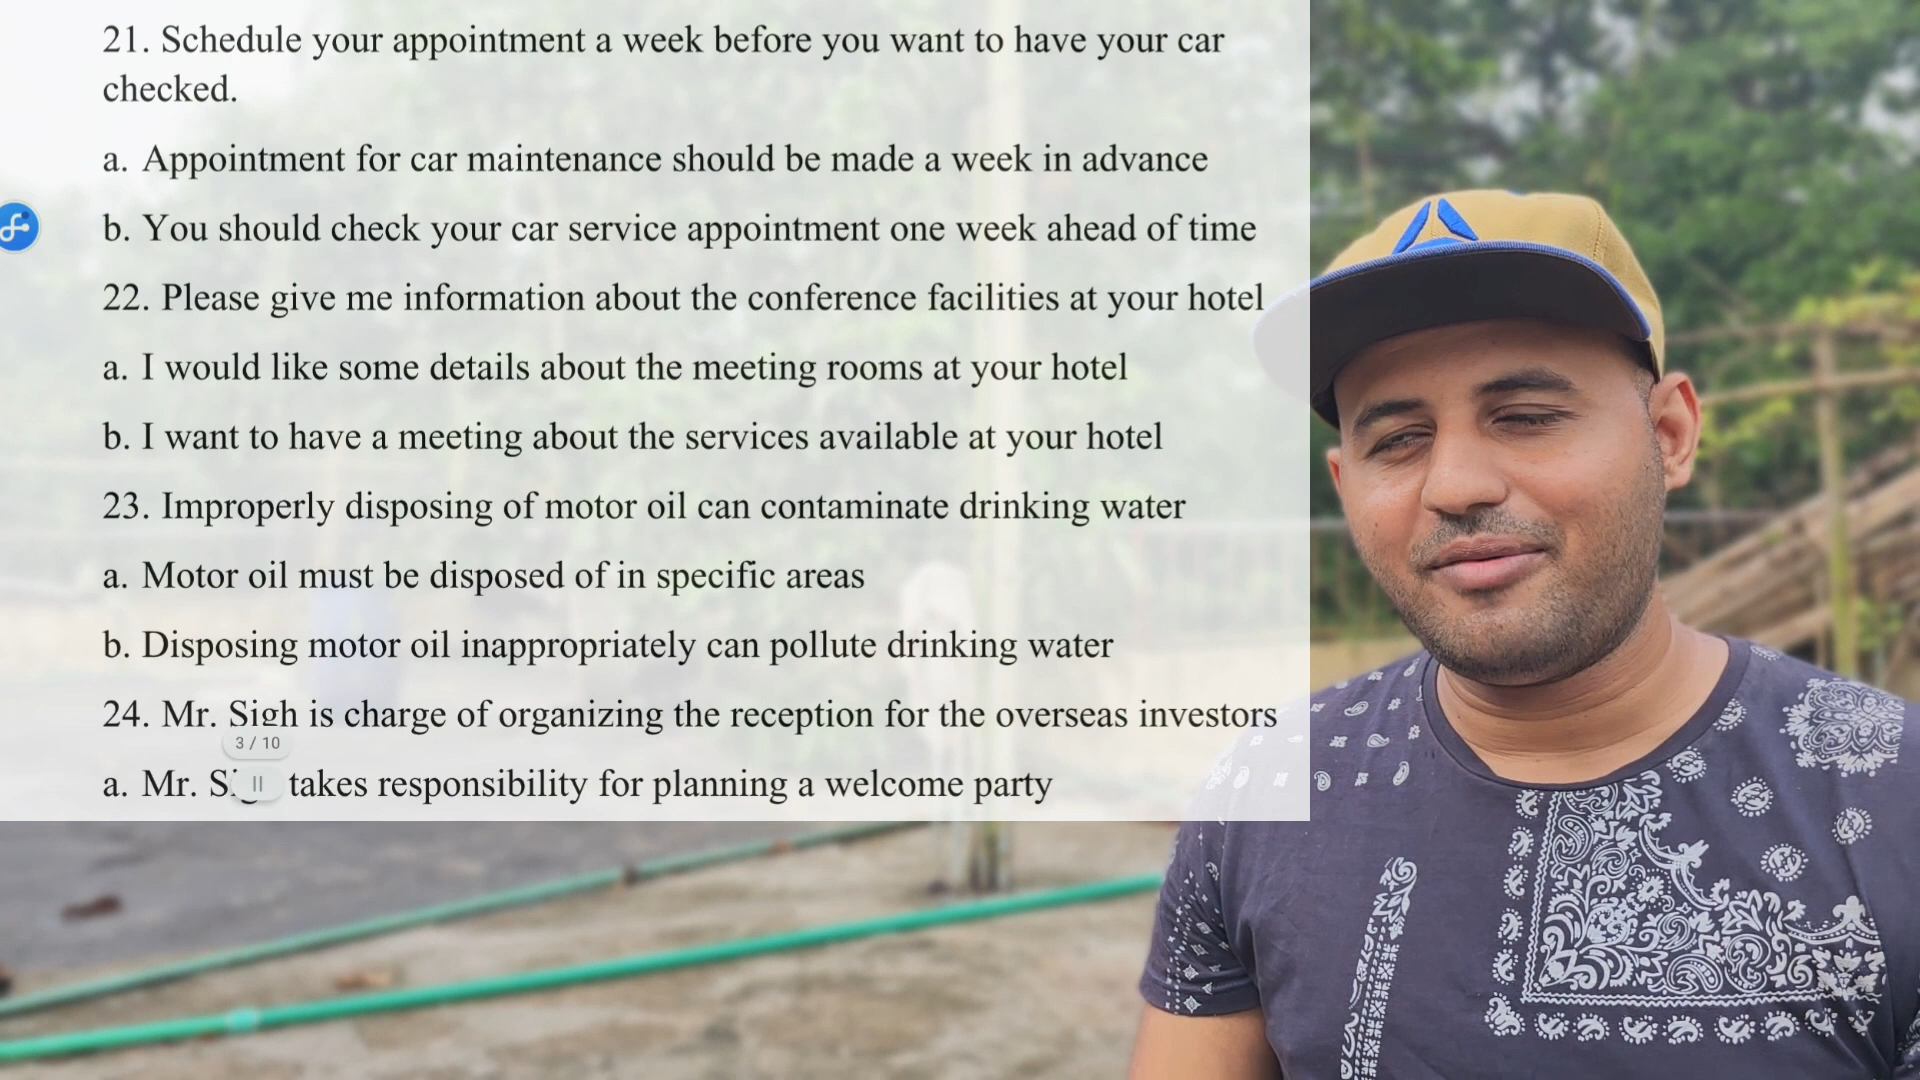 21. Schedule your appointment a week before you want to have your car
checked.
a. Appointment for car maintenance should be made a week in advance
b. You should check your car service appointment one week ahead of time
22. Please give me information about the conference facilities at your hotel
a. I would like some details about the meeting rooms at your hotel
b. I want to have a meeting about the services available at your hotel
23. Improperly disposing of motor oil can contaminate drinking water
a. Motor oil must be disposed of in specific areas
b. Disposing motor oil inappropriately can pollute drinking water
24. Mr. Sigh is charge of organizing the reception for the overseas investors
3 / 10
a. Mr. takes responsibility for planning a welcome party